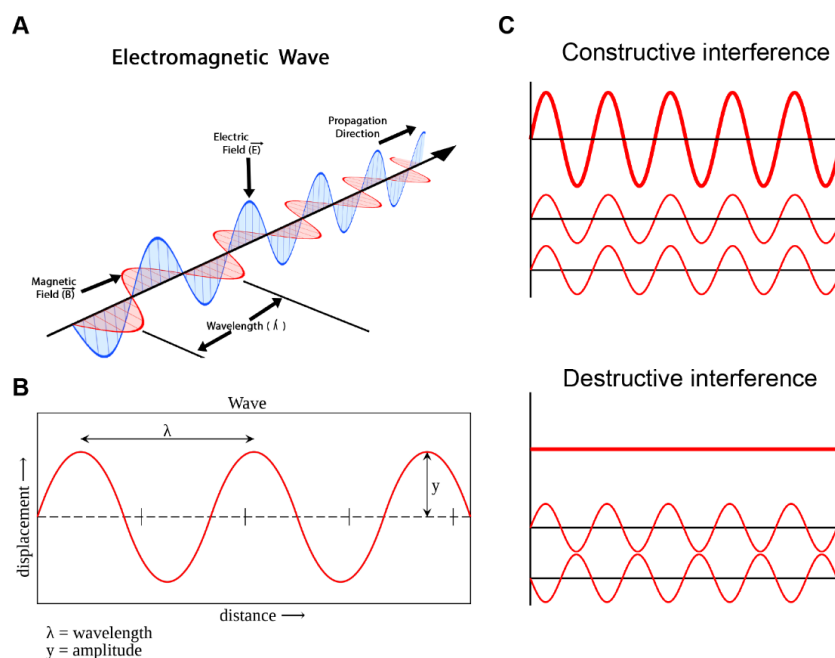 A
Electromagnetic Wave
Electric
Field (E)
Propagation
Direction
Magnetic
Field (B)
Wavelength ( λ )
B
Wave
λ
y
displacement →
distance →
λ = wavelength
y = amplitude
C
Constructive interference
Destructive interference